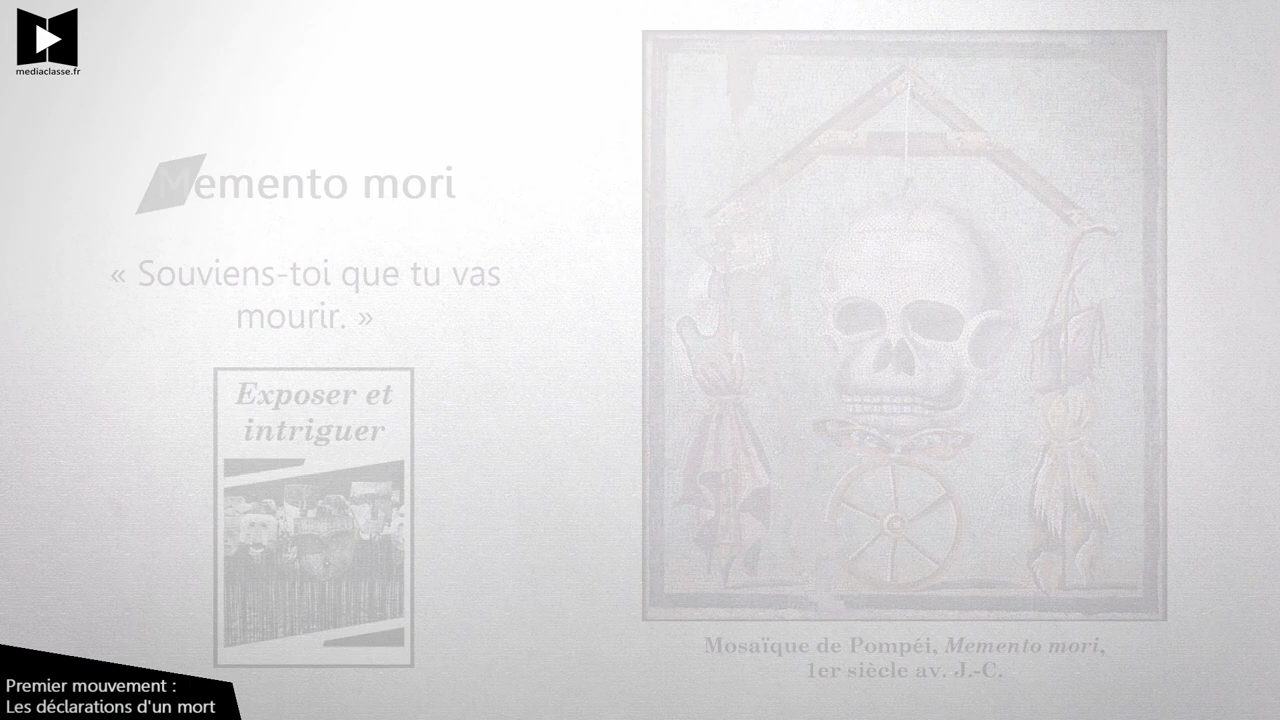 mediaclasse.fr
Memento mori
« Souviens-toi que tu vas
mourir. »
Exposer et
intriguer
Mosaïque de Pompéi, Memento mori,
1er siècle av. J.-C.
Premier mouvement :
Les déclarations d'un mort